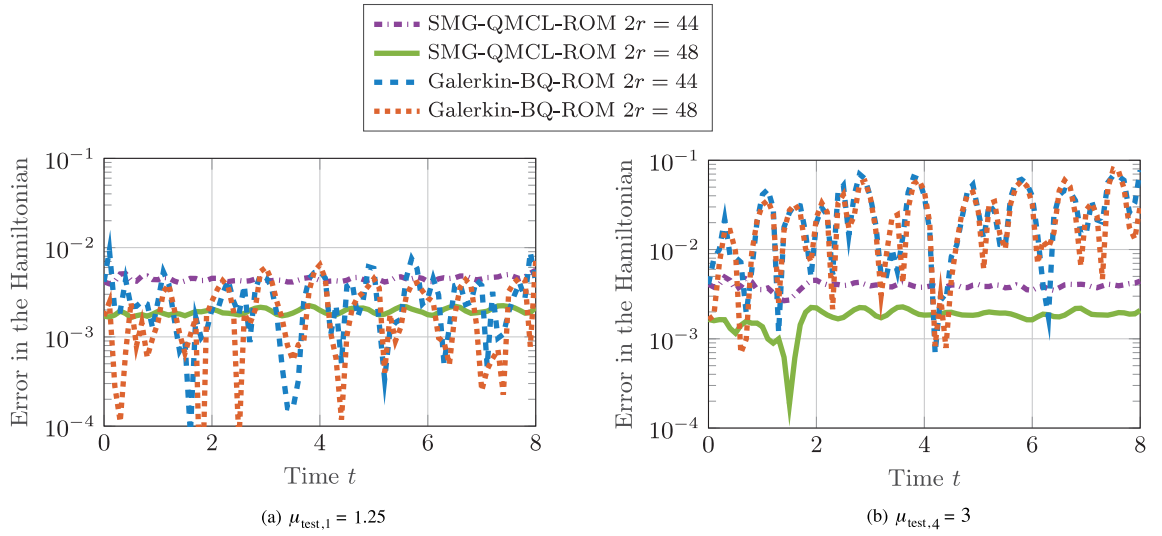 SMG-QMCL-ROM 2r = 44
SMG-QMCL-ROM 2r = 48
Galerkin-BQ-ROM 2r = 44
Galerkin-BQ-ROM 2r = 48
Error in the Hamiltonian
10⁻¹
10⁻²
10⁻³
10⁻⁴
0 2 4 6 8
Time t
(a) μtest,1 = 1.25
Error in the Hamiltonian
10⁻¹
10⁻²
10⁻³
10⁻⁴
0 2 4 6 8
Time t
(b) μtest,4 = 3